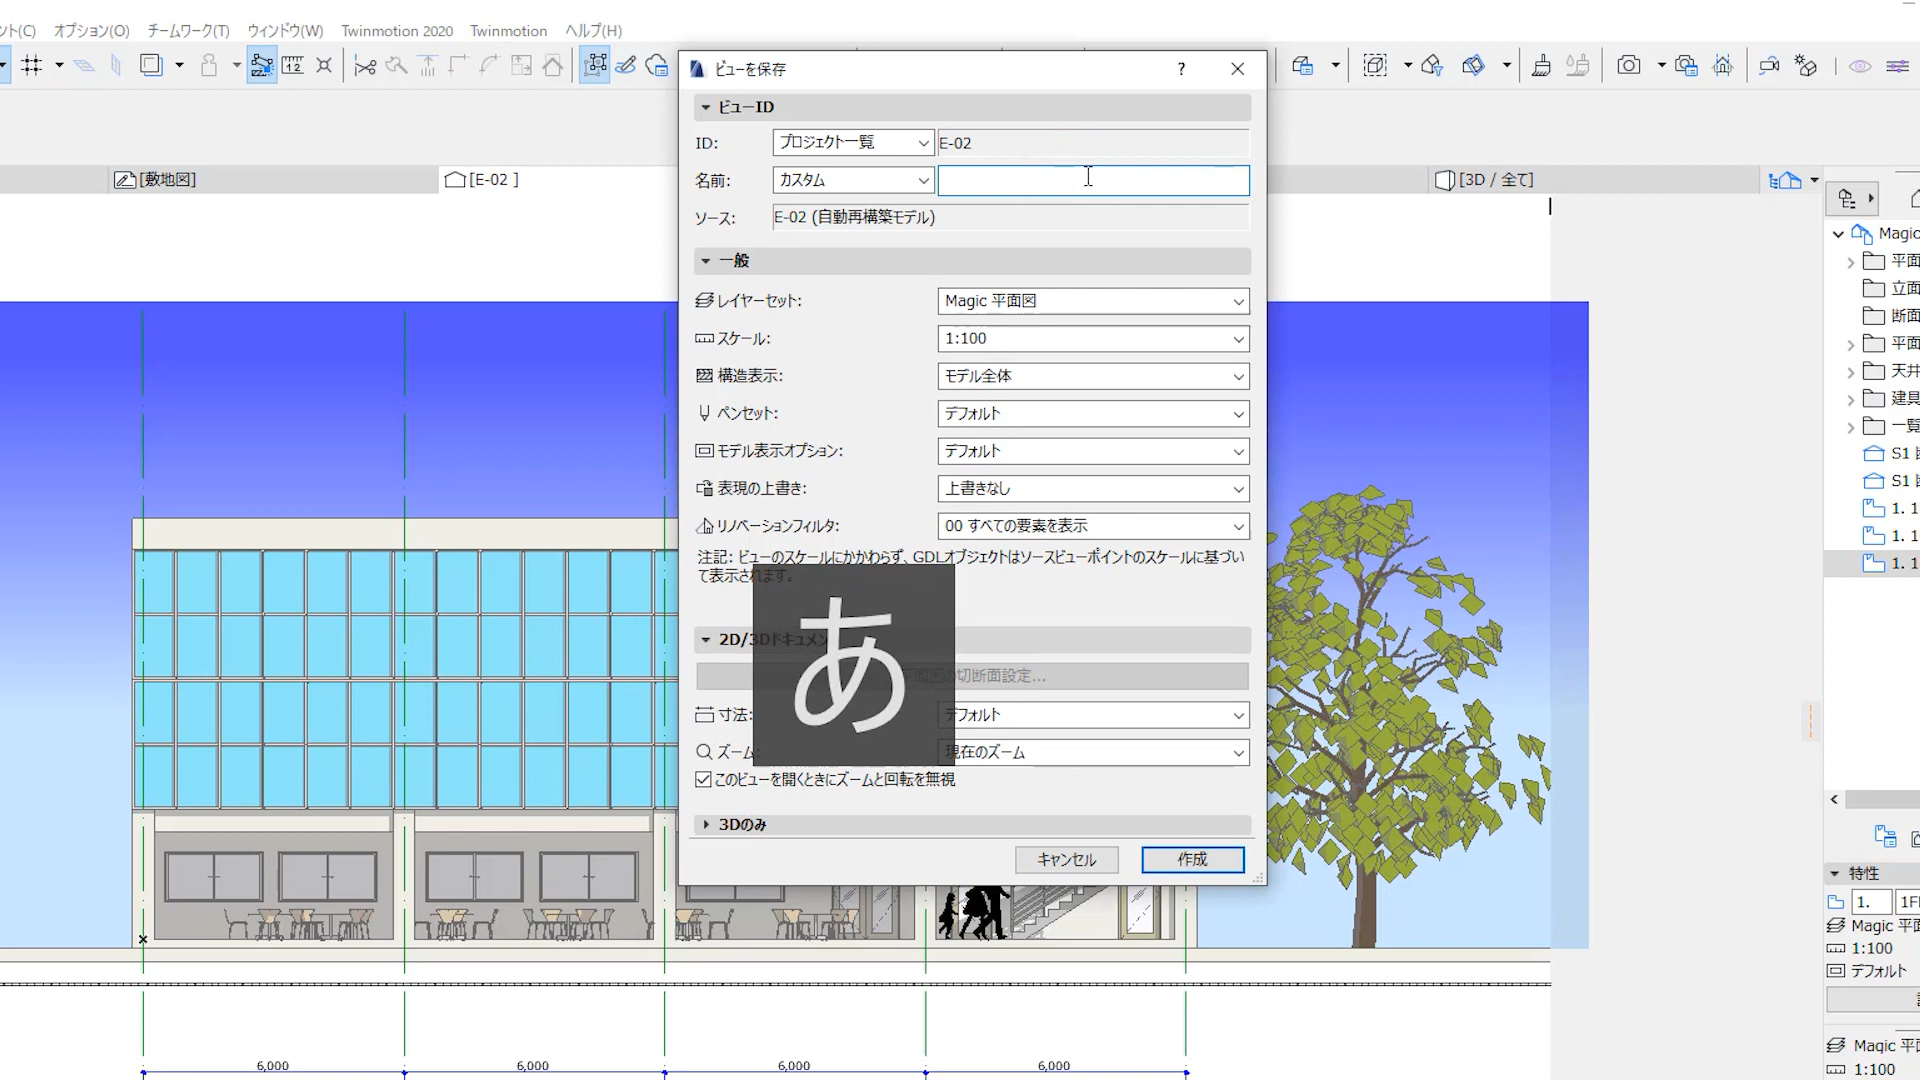 ント(C) オプション(O) チームワーク(T) ウィンドウ(W) Twinmotion 2020 Twinmotion ヘルプ(H)
[敷地図]
[E-02 ]
[3D / 全て]
ビューを保存
?
ビューID
ID:
プロジェクト一覧
E-02
名前:
カスタム
ソース:
E-02 (自動再構築モデル)
一般
レイヤーセット:
Magic 平面図
スケール:
1:100
構造表示:
モデル全体
ペンセット:
デフォルト
モデル表示オプション:
デフォルト
表現の上書き:
上書きなし
リノベーションフィルタ:
00 すべての要素を表示
注記: ビューのスケールにかかわらず、GDLオブジェクトはソースビューポイントのスケールに基づい
て表示されます。
2D/3Dドキュメン
の切断面設定...
あ
寸法:
デフォルト
ズーム:
現在のズーム
このビューを開くときにズームと回転を無視
3Dのみ
キャンセル
作成
6,000
6,000
6,000
6,000
Magic
平面
立面
断面
平面
天井
建具
一覧
S1
S1
1. 1
1. 1
1. 1
特性
1.
1F
Magic 平面
1:100
デフォルト
Magic 平面
1:100